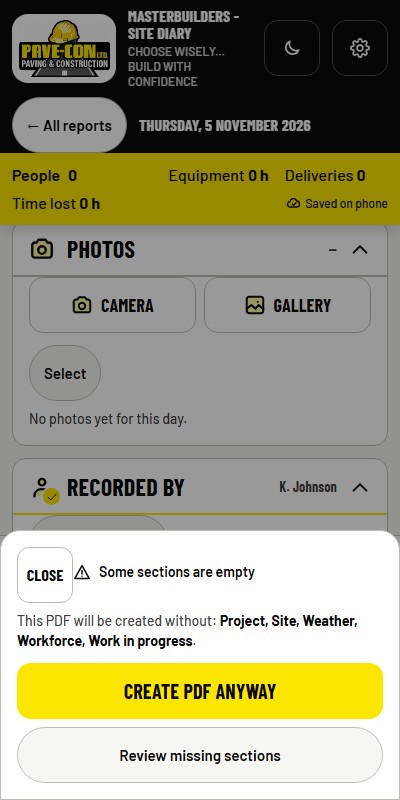 PAVE-CON LTD.
PAVING & CONSTRUCTION
MASTERBUILDERS -
SITE DIARY
CHOOSE WISELY...
BUILD WITH
CONFIDENCE
← All reports
THURSDAY, 5 NOVEMBER 2026
People 0
Equipment 0 h
Deliveries 0
Time lost 0 h
Saved on phone
PHOTOS
–
CAMERA
GALLERY
Select
No photos yet for this day.
RECORDED BY
K. Johnson
CLOSE
Some sections are empty
This PDF will be created without: Project, Site, Weather,
Workforce, Work in progress.
CREATE PDF ANYWAY
Review missing sections